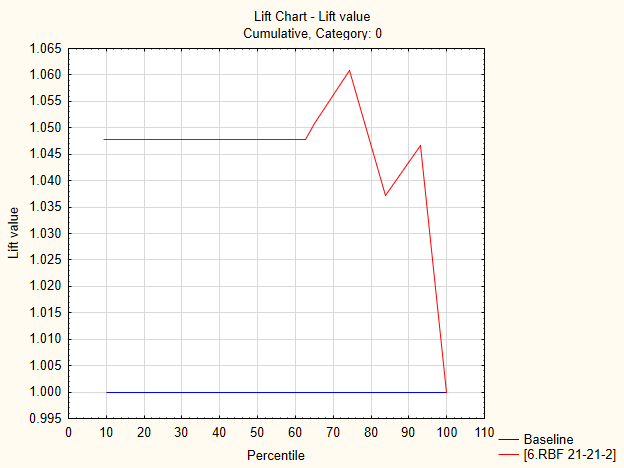 Lift Chart - Lift value
Cumulative, Category: 0
1.065
1.060
1.055
1.050
1.045
1.040
1.035
1.030
1.025
1.020
1.015
1.010
1.005
1.000
0.995
Lift value
0 10 20 30 40 50 60 70 80 90 100 110
Percentile
Baseline
[6.RBF 21-21-2]